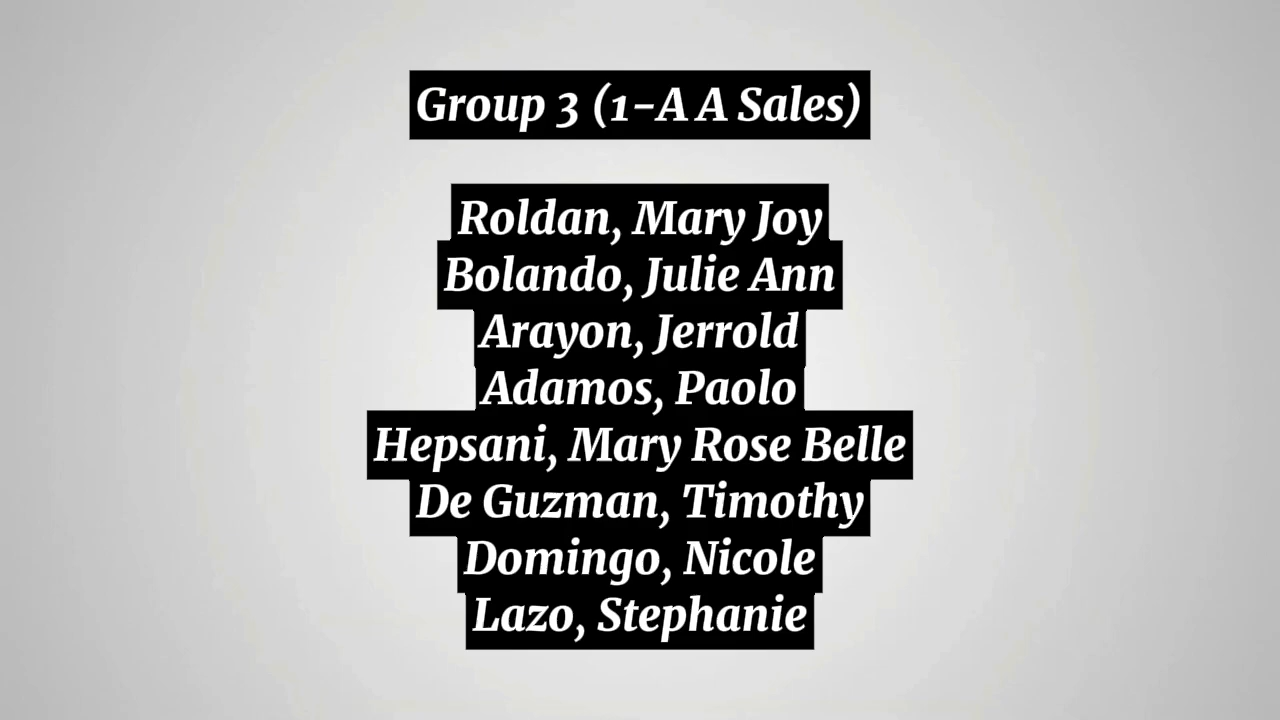 Group 3 (1-A A Sales)
Roldan, Mary Joy
Bolando, Julie Ann
Arayon, Jerrold
Adamos, Paolo
Hepsani, Mary Rose Belle
De Guzman, Timothy
Domingo, Nicole
Lazo, Stephanie